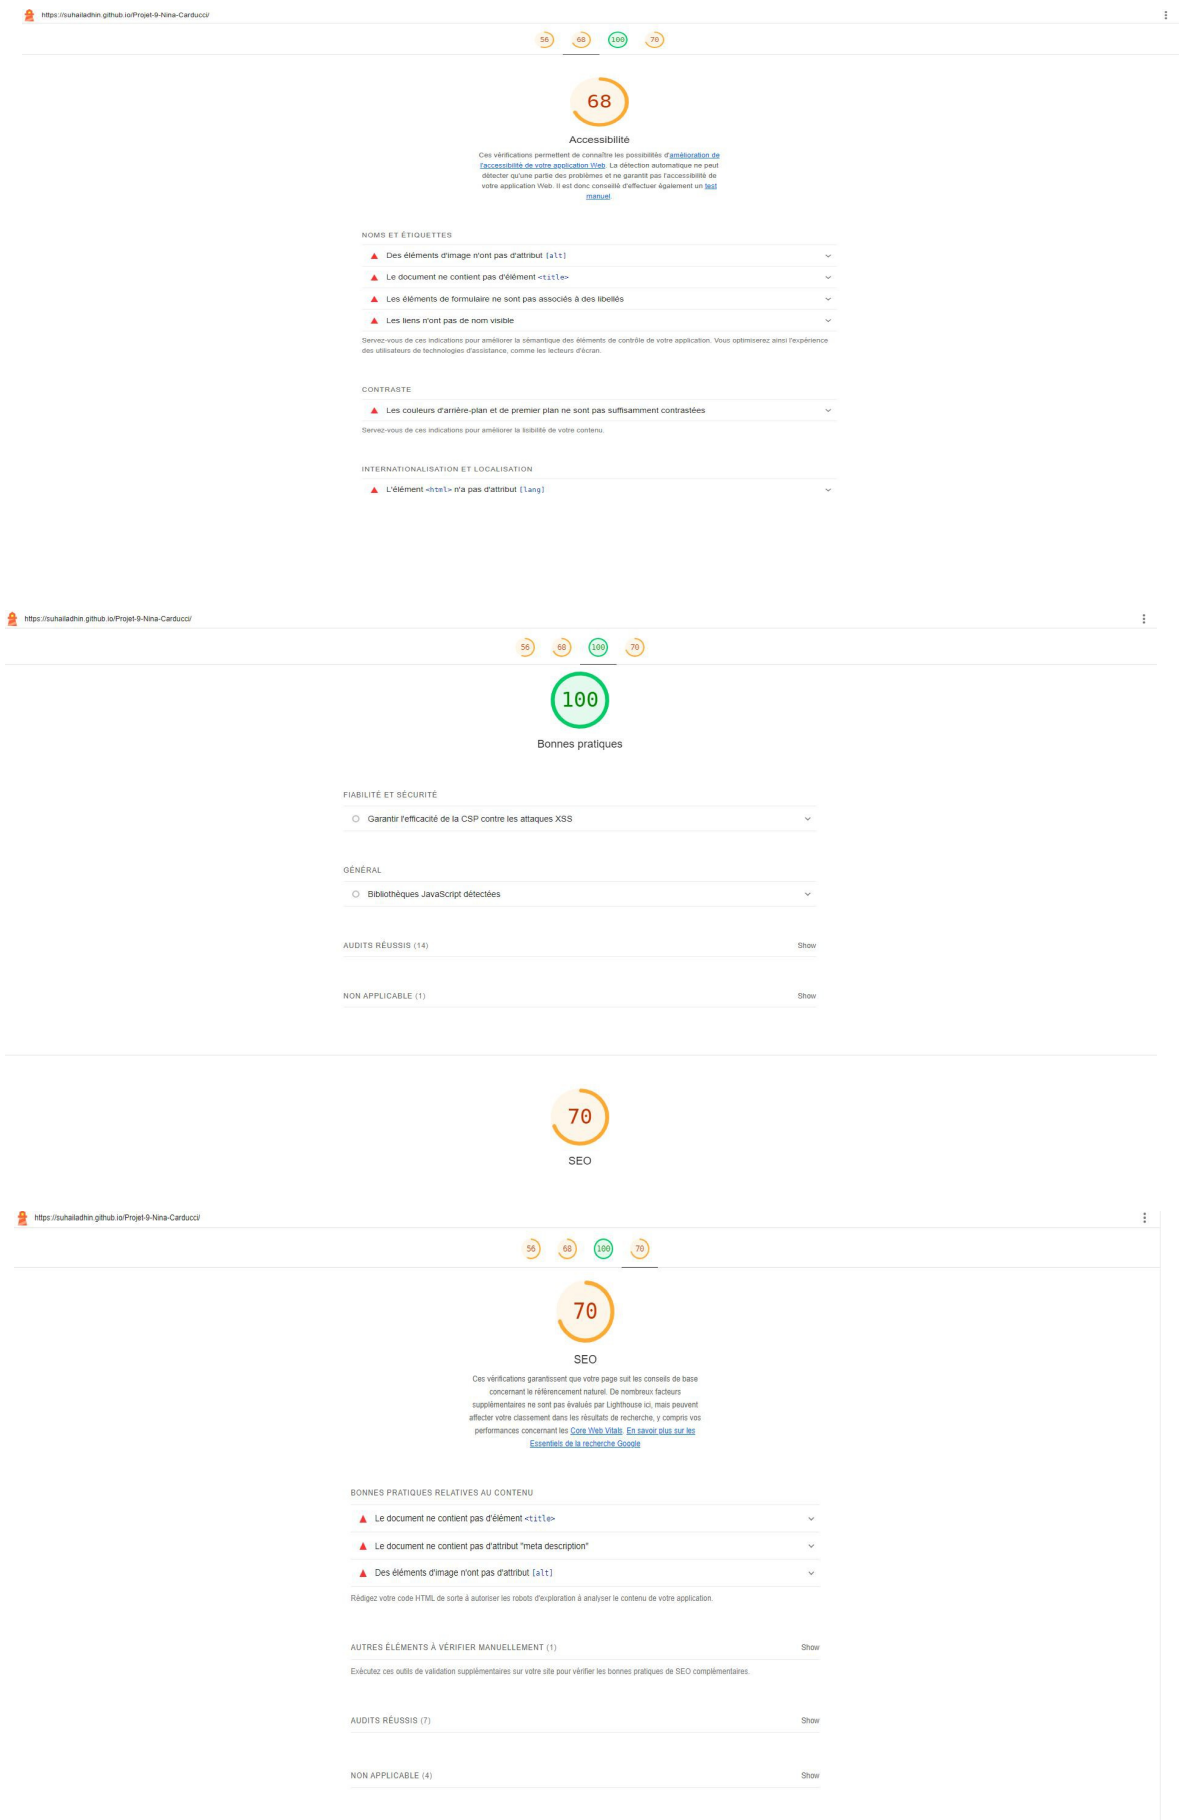 https://suhailadhin.github.io/Projet-9-Nina-Carducci/
56 68 100 70
68
Accessibilité
Ces vérifications permettent de connaître les possibilités d'amélioration de
l'accessibilité de votre application Web. La détection automatique ne peut
détecter qu'une partie des problèmes et ne garantit pas l'accessibilité de
votre application Web. Il est donc conseillé d'effectuer également un test
manuel.
NOMS ET ÉTIQUETTES
Des éléments d'image n'ont pas d'attribut [alt]
Le document ne contient pas d'élément <title>
Les éléments de formulaire ne sont pas associés à des libellés
Les liens n'ont pas de nom visible
Servez-vous de ces indications pour améliorer la sémantique des éléments de contrôle de votre application. Vous optimiserez ainsi l'expérience
des utilisateurs de technologies d'assistance, comme les lecteurs d'écran.
CONTRASTE
Les couleurs d'arrière-plan et de premier plan ne sont pas suffisamment contrastées
Servez-vous de ces indications pour améliorer la lisibilité de votre contenu.
INTERNATIONALISATION ET LOCALISATION
L'élément <html> n'a pas d'attribut [lang]
https://suhailadhin.github.io/Projet-9-Nina-Carducci/
56 68 100 70
100
Bonnes pratiques
FIABILITÉ ET SÉCURITÉ
Garantir l'efficacité de la CSP contre les attaques XSS
GÉNÉRAL
Bibliothèques JavaScript détectées
AUDITS RÉUSSIS (14) Show
NON APPLICABLE (1) Show
70
SEO
https://suhailadhin.github.io/Projet-9-Nina-Carducci/
56 68 100 70
70
SEO
Ces vérifications garantissent que votre page suit les conseils de base
concernant le référencement naturel. De nombreux facteurs
supplémentaires ne sont pas évalués par Lighthouse ici, mais peuvent
affecter votre classement dans les résultats de recherche, y compris vos
performances concernant les Core Web Vitals. En savoir plus sur les
Essentiels de la recherche Google
BONNES PRATIQUES RELATIVES AU CONTENU
Le document ne contient pas d'élément <title>
Le document ne contient pas d'attribut "meta description"
Des éléments d'image n'ont pas d'attribut [alt]
Rédigez votre code HTML de sorte à autoriser les robots d'exploration à analyser le contenu de votre application.
AUTRES ÉLÉMENTS À VÉRIFIER MANUELLEMENT (1) Show
Exécutez ces outils de validation supplémentaires sur votre site pour vérifier les bonnes pratiques de SEO complémentaires.
AUDITS RÉUSSIS (7) Show
NON APPLICABLE (4) Show